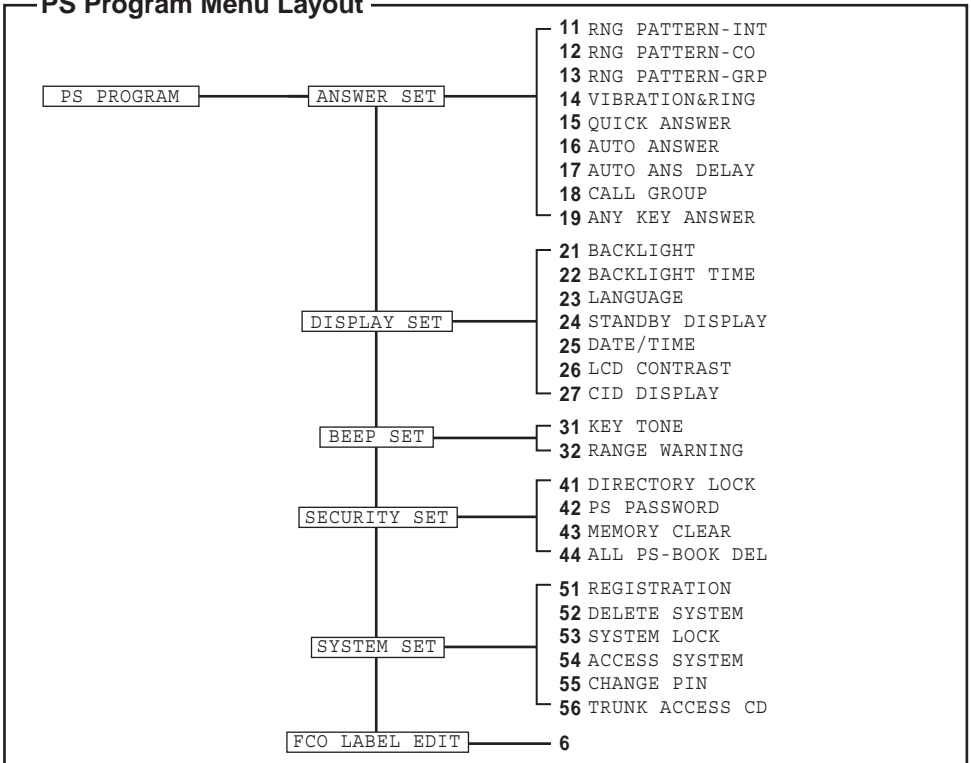 PS Program Menu Layout
PS PROGRAM
ANSWER SET
11 RNG PATTERN-INT
12 RNG PATTERN-CO
13 RNG PATTERN-GRP
14 VIBRATION&RING
15 QUICK ANSWER
16 AUTO ANSWER
17 AUTO ANS DELAY
18 CALL GROUP
19 ANY KEY ANSWER
DISPLAY SET
21 BACKLIGHT
22 BACKLIGHT TIME
23 LANGUAGE
24 STANDBY DISPLAY
25 DATE/TIME
26 LCD CONTRAST
27 CID DISPLAY
BEEP SET
31 KEY TONE
32 RANGE WARNING
SECURITY SET
41 DIRECTORY LOCK
42 PS PASSWORD
43 MEMORY CLEAR
44 ALL PS-BOOK DEL
SYSTEM SET
51 REGISTRATION
52 DELETE SYSTEM
53 SYSTEM LOCK
54 ACCESS SYSTEM
55 CHANGE PIN
56 TRUNK ACCESS CD
FCO LABEL EDIT
6